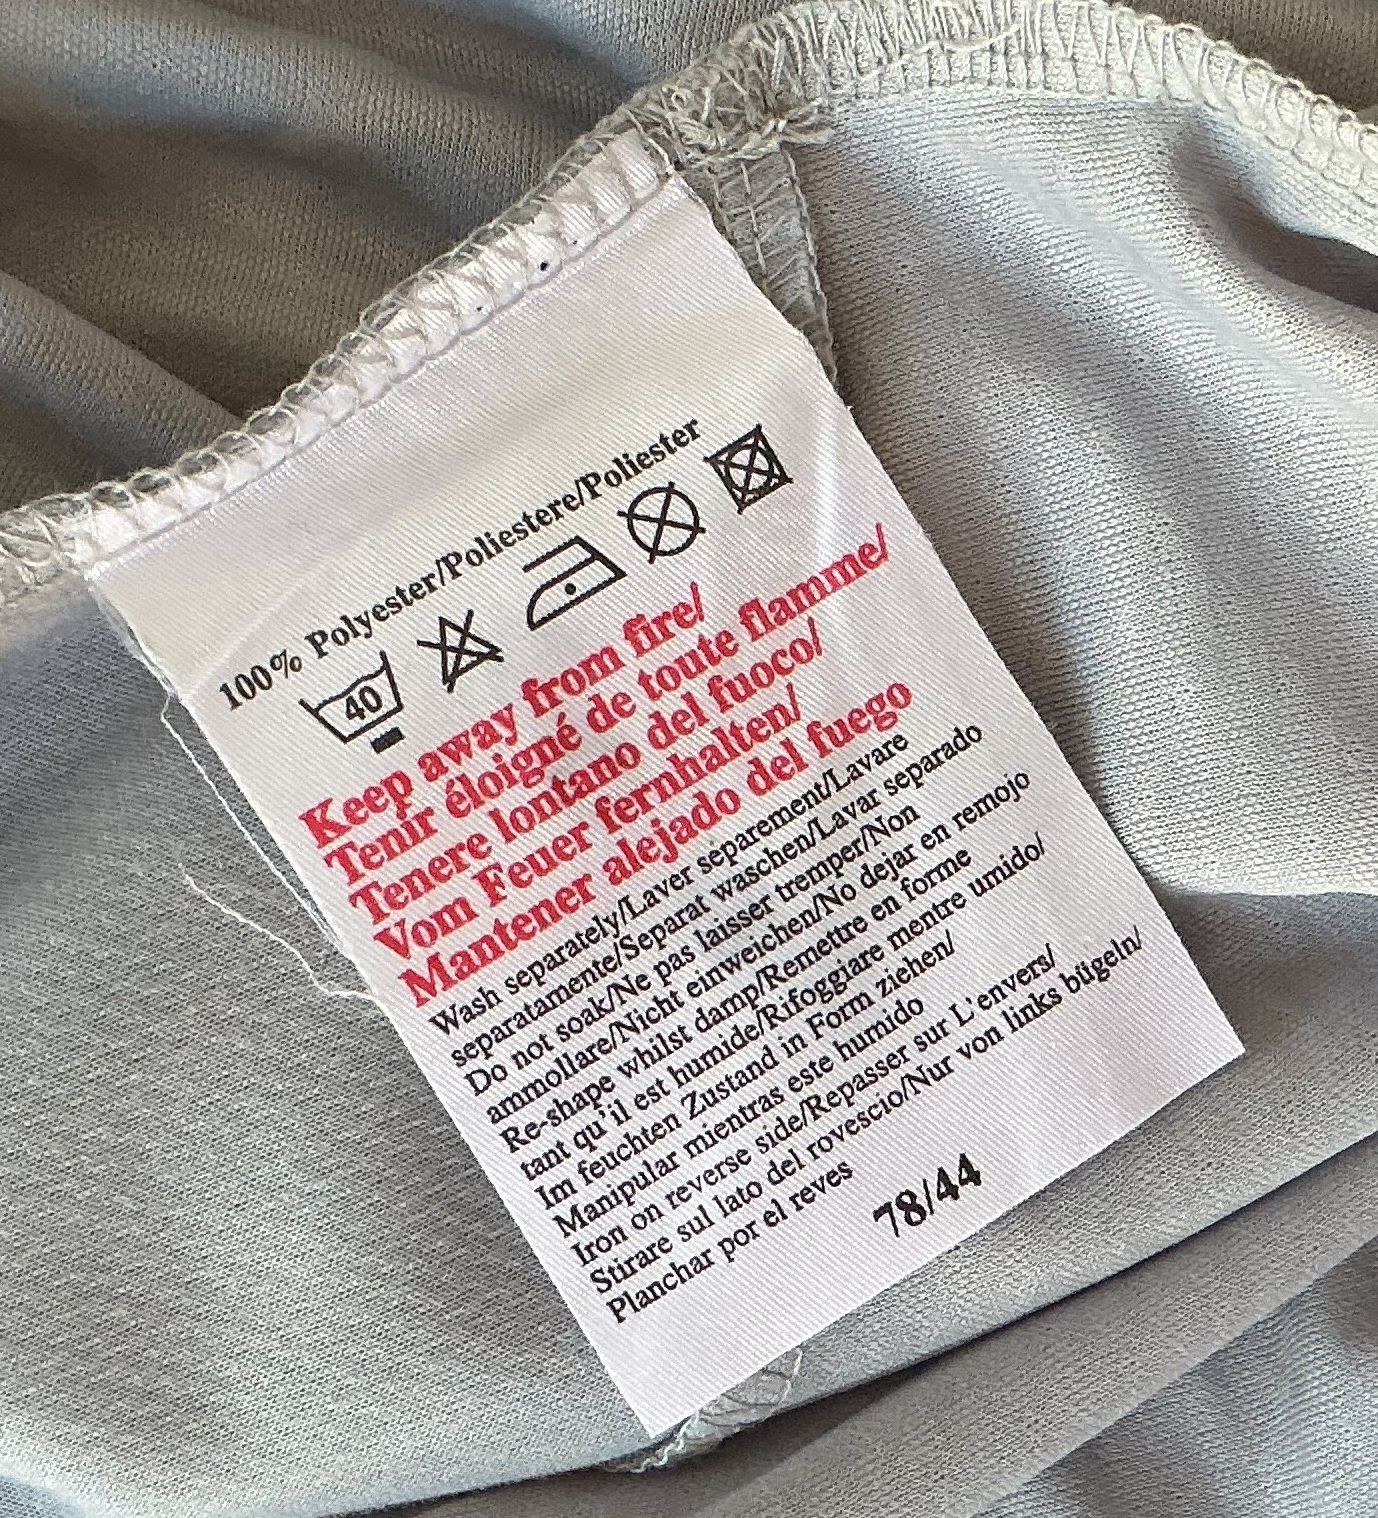 100% Polyester/Poliestere/Poliester
40
Keep away from fire/
Tenir éloigné de toute flamme/
Tenere lontano del fuoco/
Vom Feuer fernhalten/
Mantener alejado del fuego
Wash separately/Laver separement/Lavare
separatamente/Separat waschen/Lavar separado
Do not soak/Ne pas laisser tremper/Non
ammollare/Nicht einweichen/No dejar en remojo
Re-shape whilst damp/Remettre en forme
tant qu'il est humide/Rifoggiare mentre umido/
Im feuchten Zustand in Form ziehen/
Manipular mientras este humido
Iron on reverse side/Repasser sur L'envers/
Stirare sul lato del rovescio/Nur von links bügeln/
Planchar por el reves
78/44